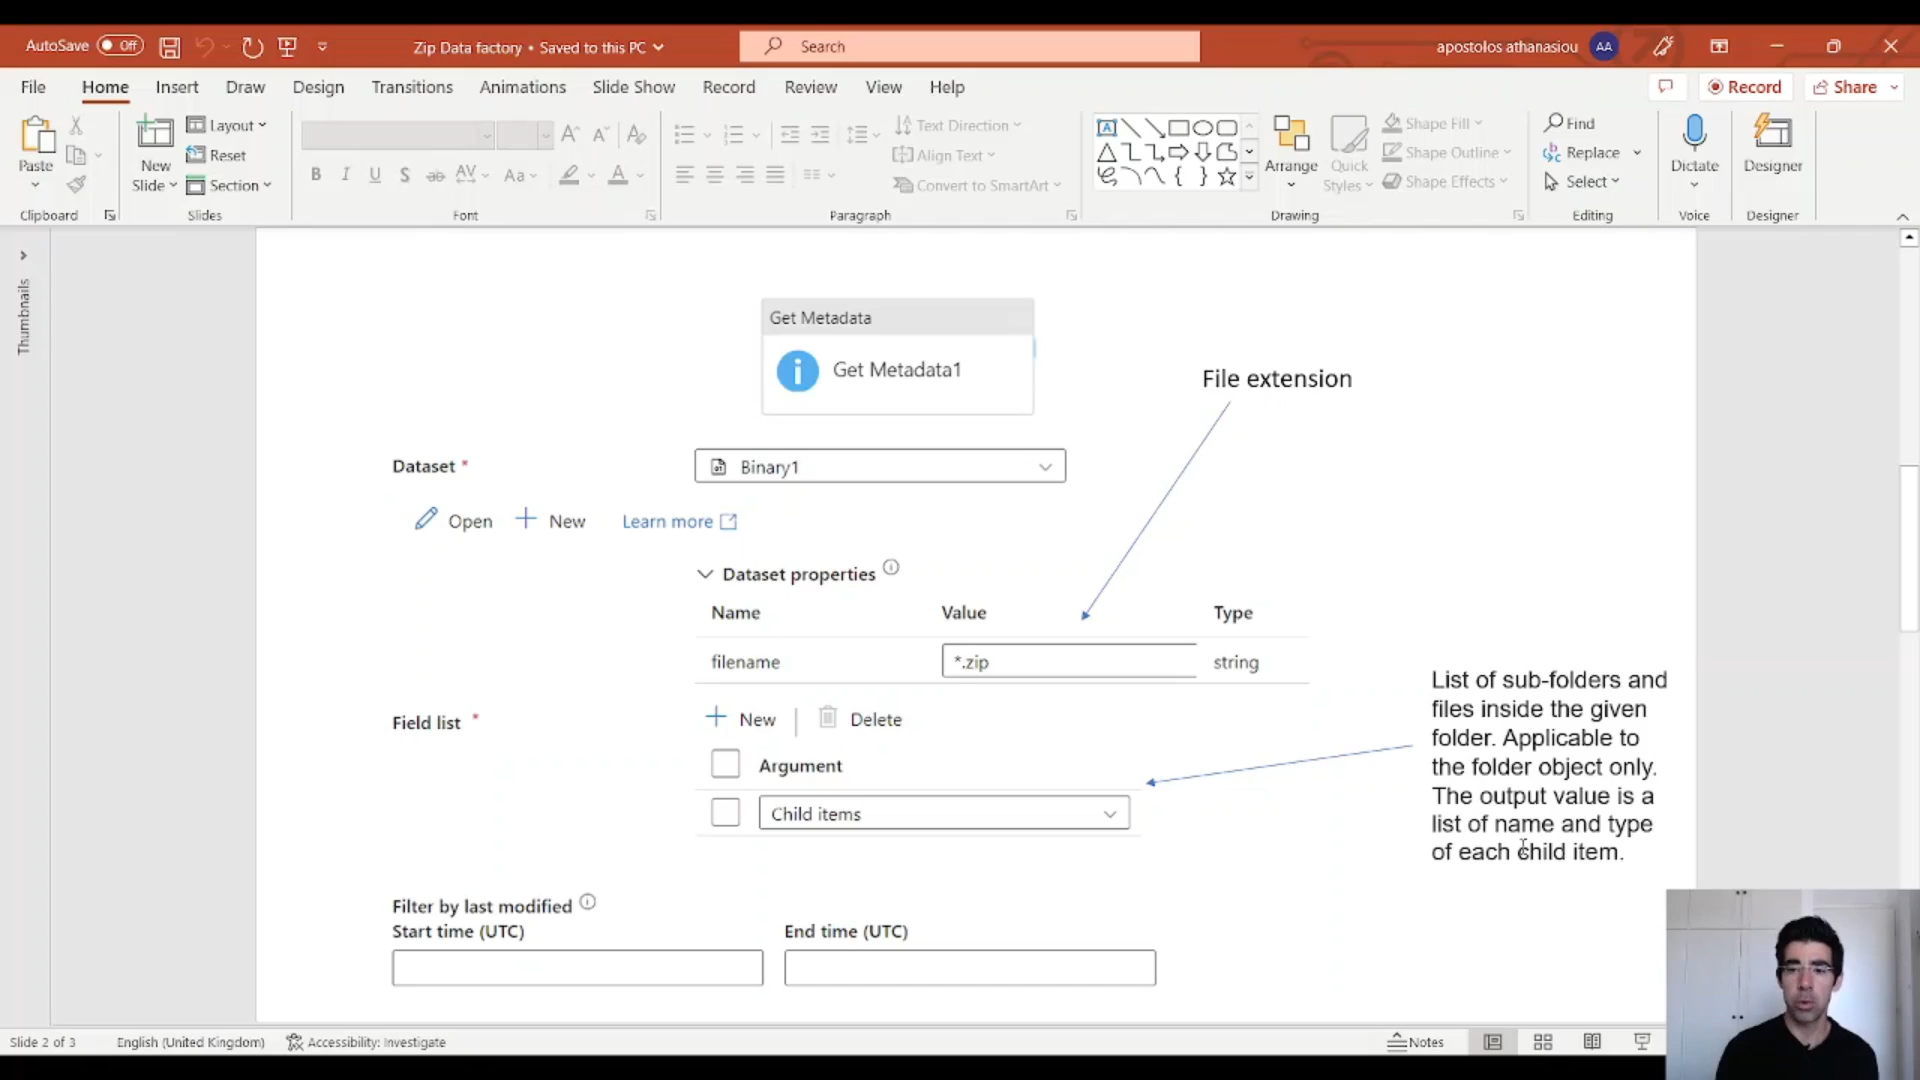 AutoSave Off
Zip Data factory • Saved to this PC
Search
apostolos athanasiou AA
File Home Insert Draw Design Transitions Animations Slide Show Record Review View Help
Record Share
Paste
New
Slide
Layout
Reset
Section
Text Direction
Align Text
Convert to SmartArt
Arrange
Quick
Styles
Shape Fill
Shape Outline
Shape Effects
Find
Replace
Select
Dictate
Designer
Clipboard Slides Font Paragraph Drawing Editing Voice Designer
Thumbnails
Get Metadata
Get Metadata1
File extension
Dataset *
Binary1
Open New Learn more
Dataset properties
Name Value Type
filename *.zip string
Field list *
New | Delete
Argument
Child items
List of sub-folders and
files inside the given
folder. Applicable to
the folder object only.
The output value is a
list of name and type
of each child item.
Filter by last modified
Start time (UTC) End time (UTC)
Slide 2 of 3 English (United Kingdom) Accessibility: Investigate Notes